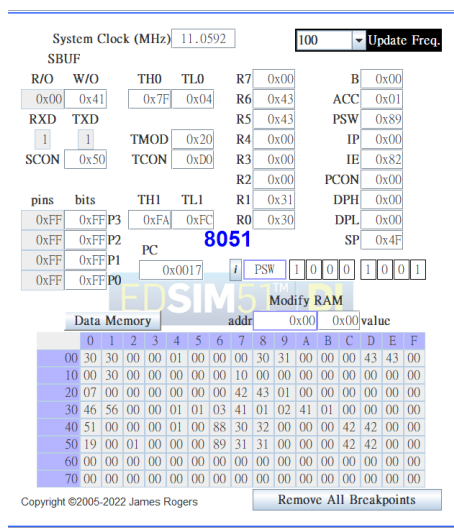 System Clock (MHz) 11.0592 100 Update Freq.
SBUF
R/O W/O TH0 TL0 R7 0x00 B 0x00
0x00 0x41 0x7F 0x04 R6 0x43 ACC 0x01
RXD TXD R5 0x43 PSW 0x89
1 1 TMOD 0x20 R4 0x00 IP 0x00
SCON 0x50 TCON 0xD0 R3 0x00 IE 0x82
R2 0x00 PCON 0x00
pins bits TH1 TL1 R1 0x31 DPH 0x00
0xFF 0xFF P3 0xFA 0xFC R0 0x30 DPL 0x00
0xFF 0xFF P2 PC 8051 SP 0x4F
0xFF 0xFF P1 0x0017 i PSW 1 0 0 0 1 0 0 1
0xFF 0xFF P0
EDSIM51™ DI
Modify RAM
Data Memory addr 0x00 0x00 value
0 1 2 3 4 5 6 7 8 9 A B C D E F
00 30 30 00 00 01 00 00 00 30 31 00 00 00 43 43 00
10 00 30 00 00 00 00 00 10 00 00 00 00 00 00 00 00
20 07 00 00 00 00 00 00 42 43 01 00 00 00 00 00 00
30 46 56 00 00 01 01 03 41 01 02 41 01 00 00 00 00
40 51 00 00 00 01 00 88 30 32 00 00 00 42 42 00 00
50 19 00 01 00 00 00 89 31 31 00 00 00 42 42 00 00
60 00 00 00 00 00 00 00 00 00 00 00 00 00 00 00 00
70 00 00 00 00 00 00 00 00 00 00 00 00 00 00 00 00
Copyright ©2005-2022 James Rogers Remove All Breakpoints